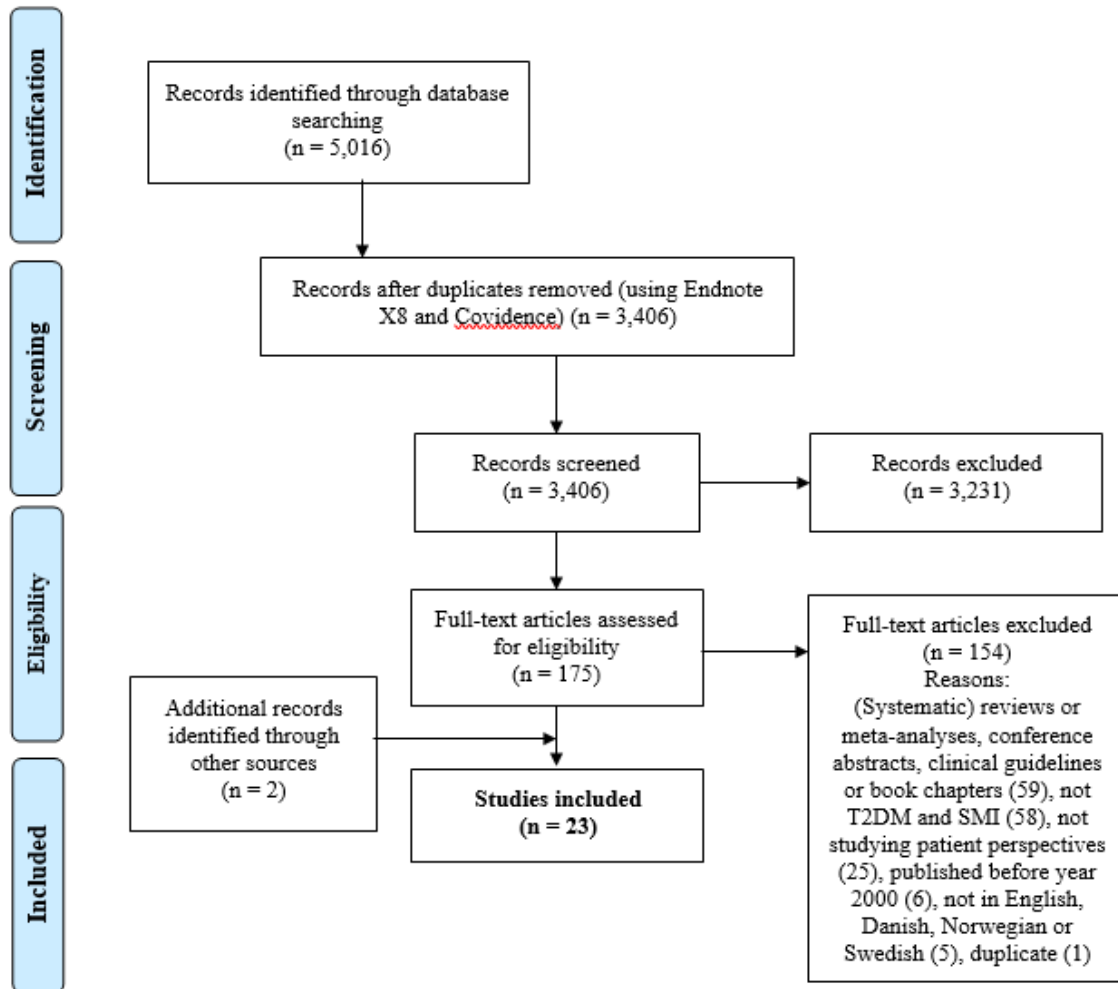 Identification
Records identified through database
searching
(n = 5,016)
Screening
Records after duplicates removed (using Endnote
X8 and Covidence) (n = 3,406)
Records screened
(n = 3,406)
Records excluded
(n = 3,231)
Eligibility
Full-text articles assessed
for eligibility
(n = 175)
Full-text articles excluded
(n = 154)
Reasons:
(Systematic) reviews or
meta-analyses, conference
abstracts, clinical guidelines
or book chapters (59), not
T2DM and SMI (58), not
studying patient perspectives
(25), published before year
2000 (6), not in English,
Danish, Norwegian or
Swedish (5), duplicate (1)
Additional records
identified through
other sources
(n = 2)
Included
Studies included
(n = 23)